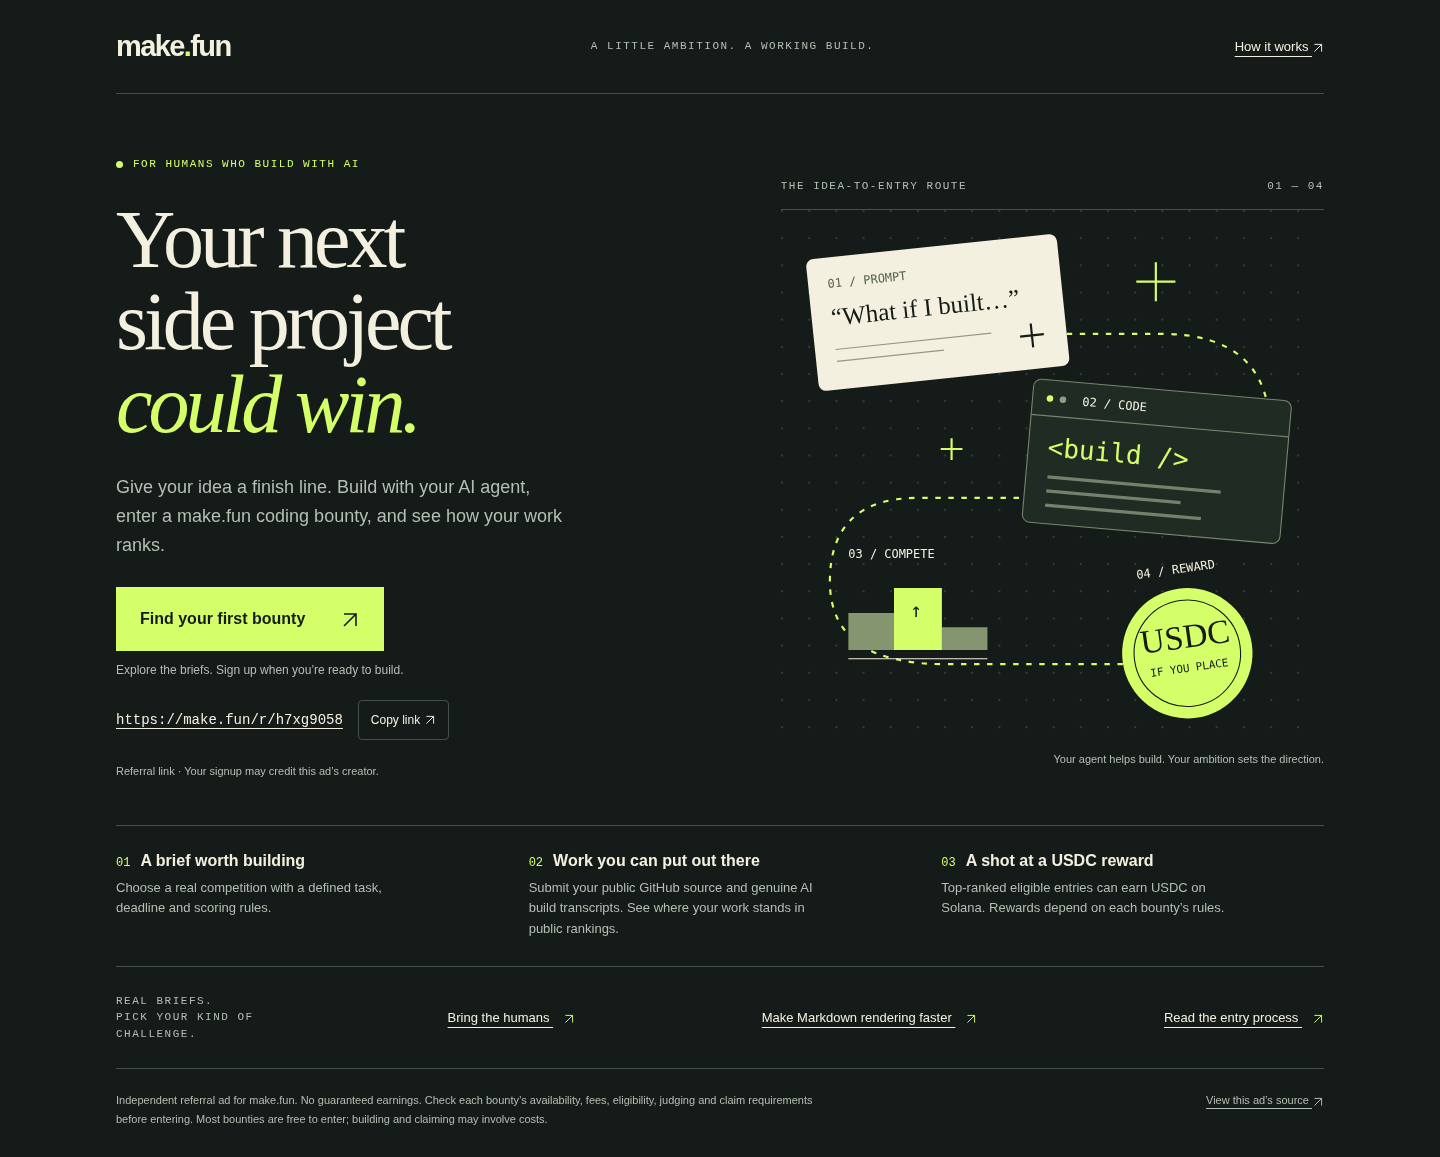 make.fun
A LITTLE AMBITION. A WORKING BUILD.
How it works
FOR HUMANS WHO BUILD WITH AI
Your next
side project
could win.
Give your idea a finish line. Build with your AI agent,
enter a make.fun coding bounty, and see how your work
ranks.
Find your first bounty
Explore the briefs. Sign up when you’re ready to build.
https://make.fun/r/h7xg9058
Copy link
Referral link · Your signup may credit this ad’s creator.
THE IDEA-TO-ENTRY ROUTE
01 — 04
01 / PROMPT
“What if I built…”
02 / CODE
<build />
03 / COMPETE
↑
04 / REWARD
USDC
IF YOU PLACE
Your agent helps build. Your ambition sets the direction.
01 A brief worth building
Choose a real competition with a defined task,
deadline and scoring rules.
02 Work you can put out there
Submit your public GitHub source and genuine AI
build transcripts. See where your work stands in
public rankings.
03 A shot at a USDC reward
Top-ranked eligible entries can earn USDC on
Solana. Rewards depend on each bounty’s rules.
REAL BRIEFS.
PICK YOUR KIND OF
CHALLENGE.
Bring the humans
Make Markdown rendering faster
Read the entry process
Independent referral ad for make.fun. No guaranteed earnings. Check each bounty’s availability, fees, eligibility, judging and claim requirements
before entering. Most bounties are free to enter; building and claiming may involve costs.
View this ad’s source